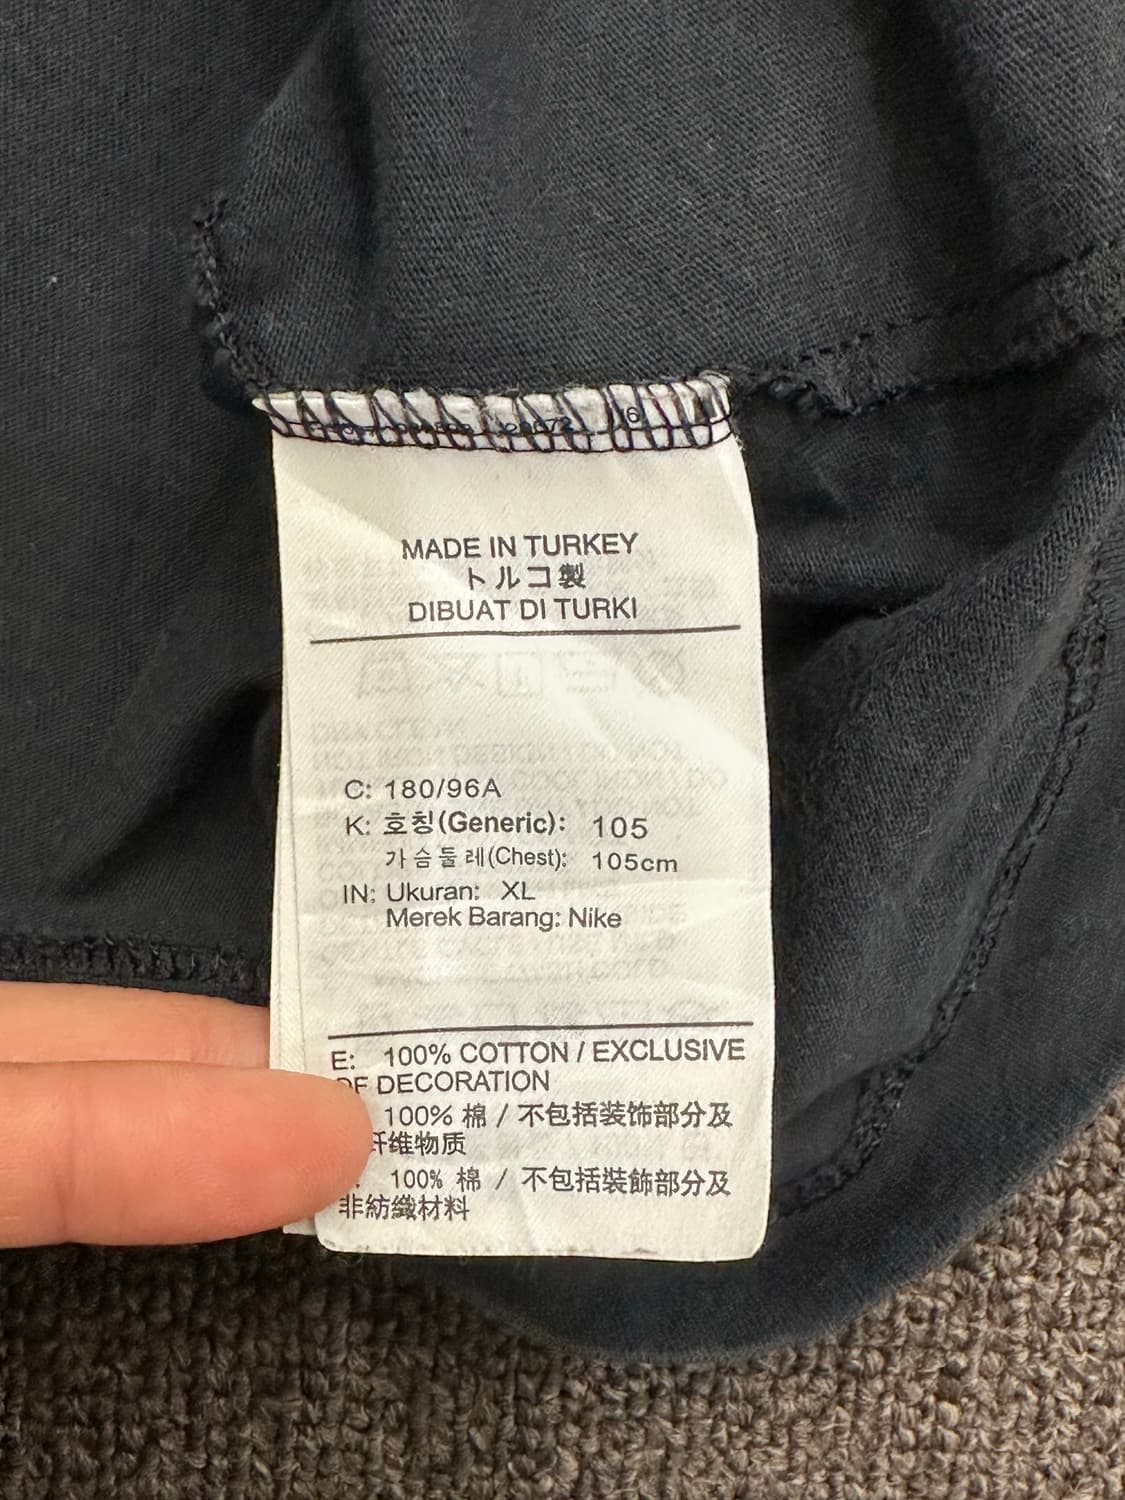 MADE IN TURKEY
トルコ製
DIBUAT DI TURKI
C: 180/96A
K: 호칭(Generic): 105
가슴둘레(Chest): 105cm
IN: Ukuran: XL
Merek Barang: Nike
E: 100% COTTON / EXCLUSIVE
OF DECORATION
100% 棉 / 不包括装饰部分及
纤维物质
100% 棉 / 不包括裝飾部分及
非紡織材料